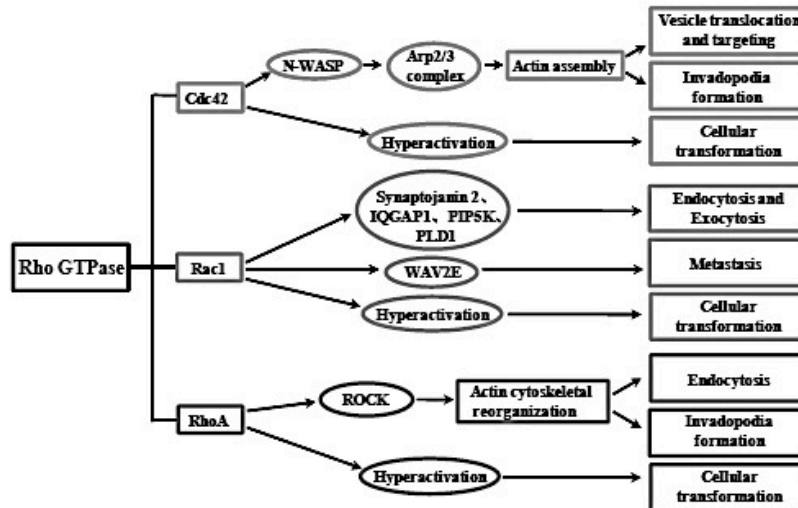 Vesicle translocation
and targeting
N-WASP
Arp2/3
complex
Actin assembly
Cdc42
Invadopodia
formation
Hyperactivation
Cellular
transformation
Synaptojanin 2、
IQGAP1、PIP5K、
PLD1
Endocytosis and
Exocytosis
Rho GTPase
Rac1
WAV2E
Metastasis
Hyperactivation
Cellular
transformation
ROCK
Actin cytoskeletal
reorganization
Endocytosis
RhoA
Invadopodia
formation
Hyperactivation
Cellular
transformation